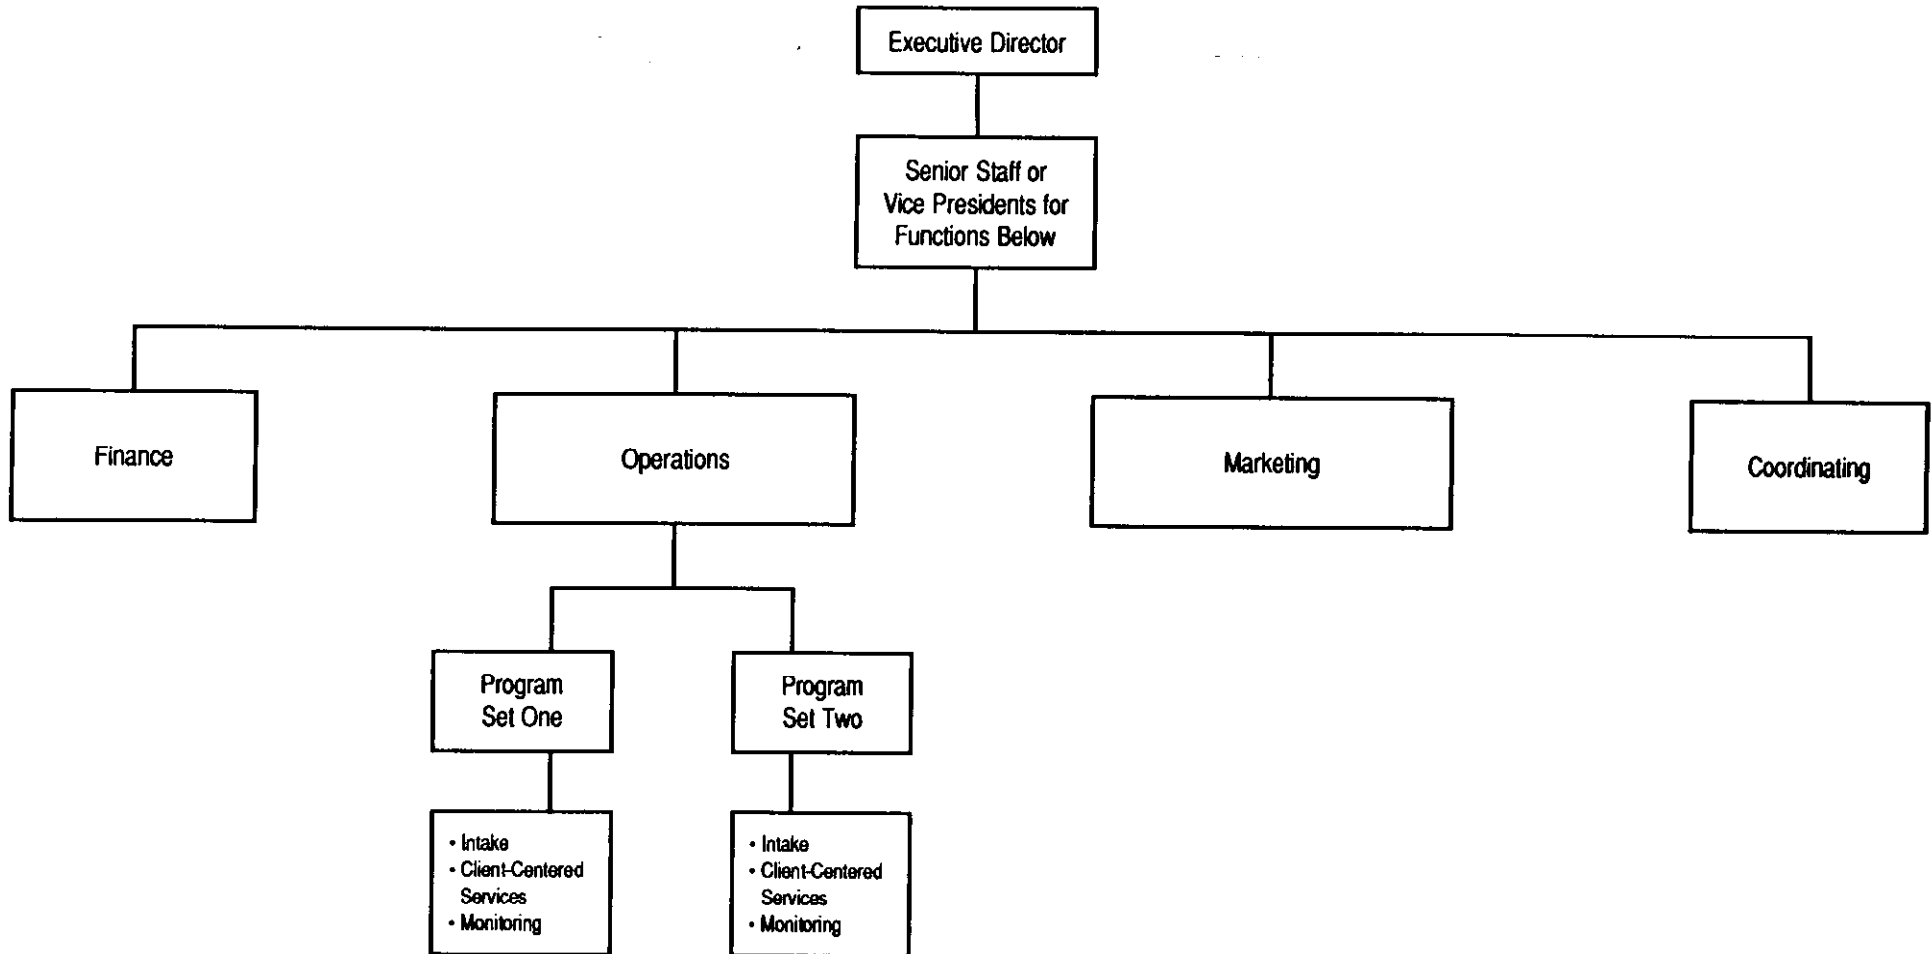 Executive Director
Senior Staff or
Vice Presidents for
Functions Below
Finance
Operations
Marketing
Coordinating
Program
Set One
Program
Set Two
• Intake
• Client-Centered
Services
• Monitoring
• Intake
• Client-Centered
Services
• Monitoring